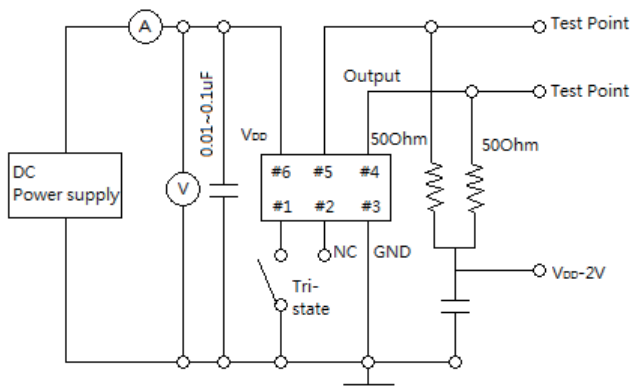 A
Test Point
Output
Test Point
0.01~0.1uF
VDD
50Ohm
50Ohm
DC
Power supply
V
#6 #5 #4
#1 #2 #3
NC GND
Tri-
state
VDD-2V